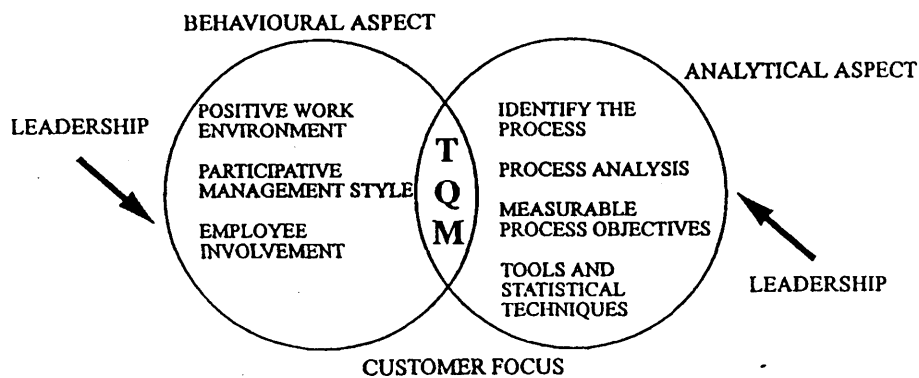 BEHAVIOURAL ASPECT
ANALYTICAL ASPECT
LEADERSHIP
POSITIVE WORK
ENVIRONMENT
PARTICIPATIVE
MANAGEMENT STYLE
EMPLOYEE
INVOLVEMENT
T
Q
M
IDENTIFY THE
PROCESS
PROCESS ANALYSIS
MEASURABLE
PROCESS OBJECTIVES
TOOLS AND
STATISTICAL
TECHNIQUES
LEADERSHIP
CUSTOMER FOCUS